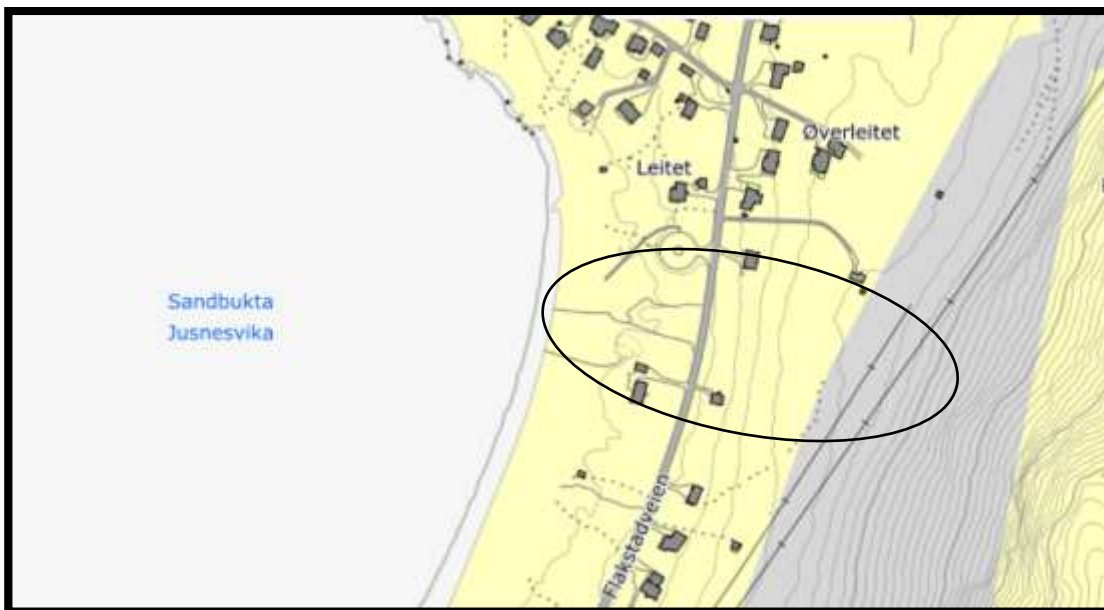 Øverleitet
Leitet
Sandbukta
Jusnesvika
Flakstadveien